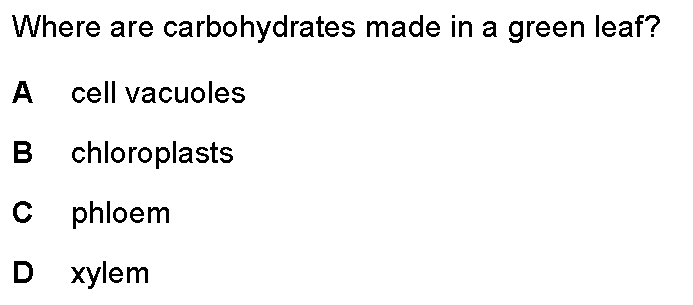 Where are carbohydrates made in a green leaf?
A cell vacuoles
B chloroplasts
C phloem
D xylem